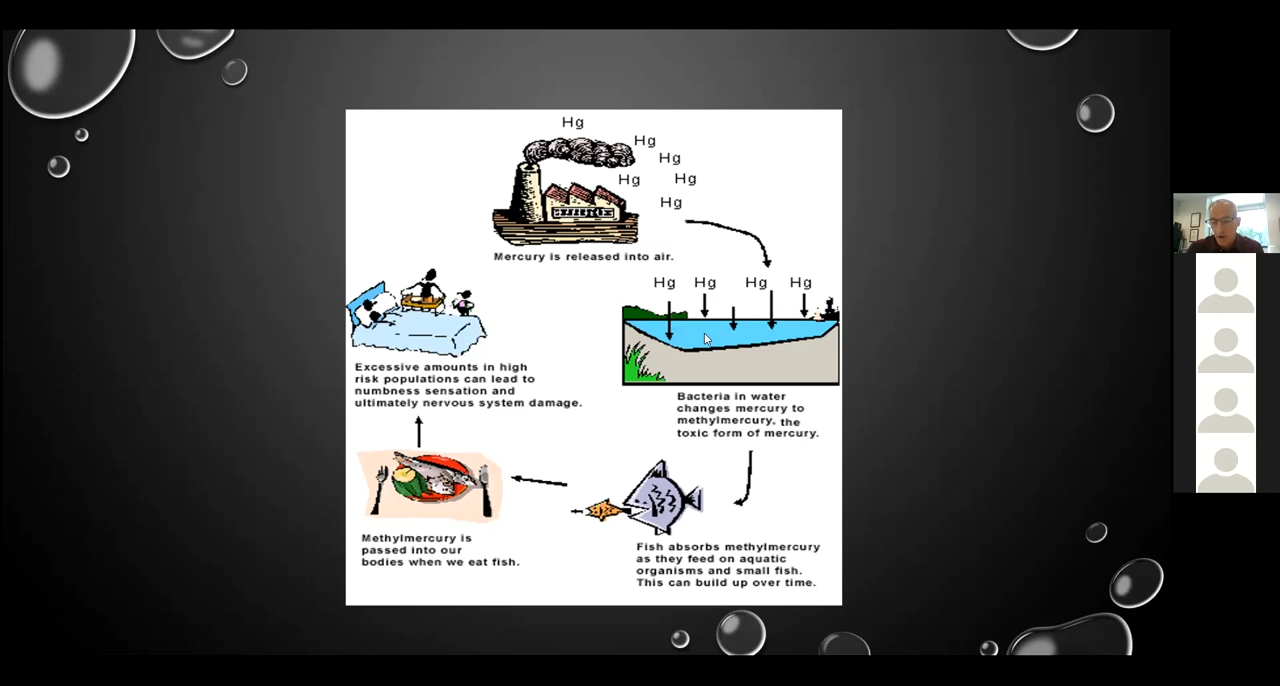 Hg
Hg
Hg
Hg
Hg
Hg
Mercury is released into air.
Hg Hg Hg Hg
Bacteria in water
changes mercury to
methylmercury, the
toxic form of mercury.
Fish absorbs methylmercury
as they feed on aquatic
organisms and small fish.
This can build up over time.
Methylmercury is
passed into our
bodies when we eat fish.
Excessive amounts in high
risk populations can lead to
numbness sensation and
ultimately nervous system damage.